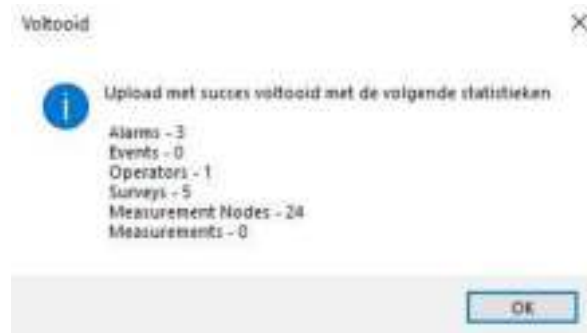 Voltooid
Upload met succes voltooid met de volgende statistieken
Alarms - 3
Events - 0
Operators - 1
Surveys - 5
Measurement Nodes - 24
Measurements - 0
OK